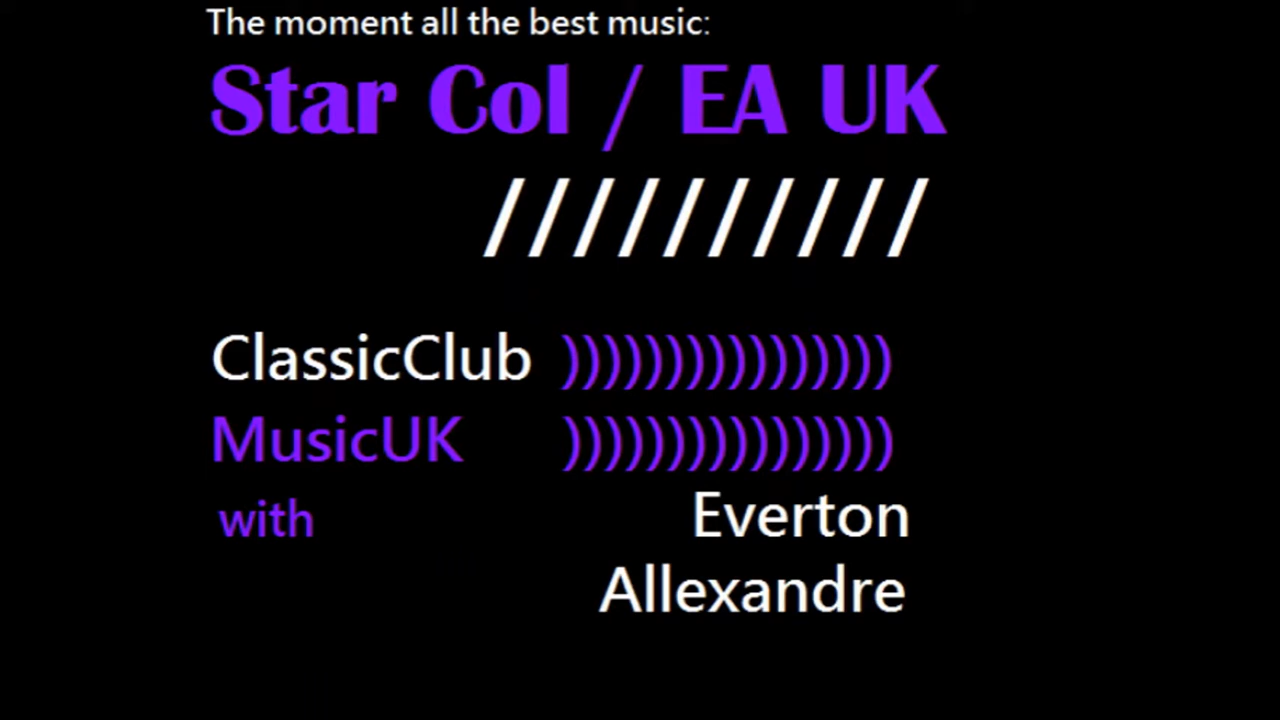 The moment all the best music:
Star Col / EA UK
//////////
ClassicClub ))))))))))))))))
MusicUK ))))))))))))))))
with Everton
Allexandre